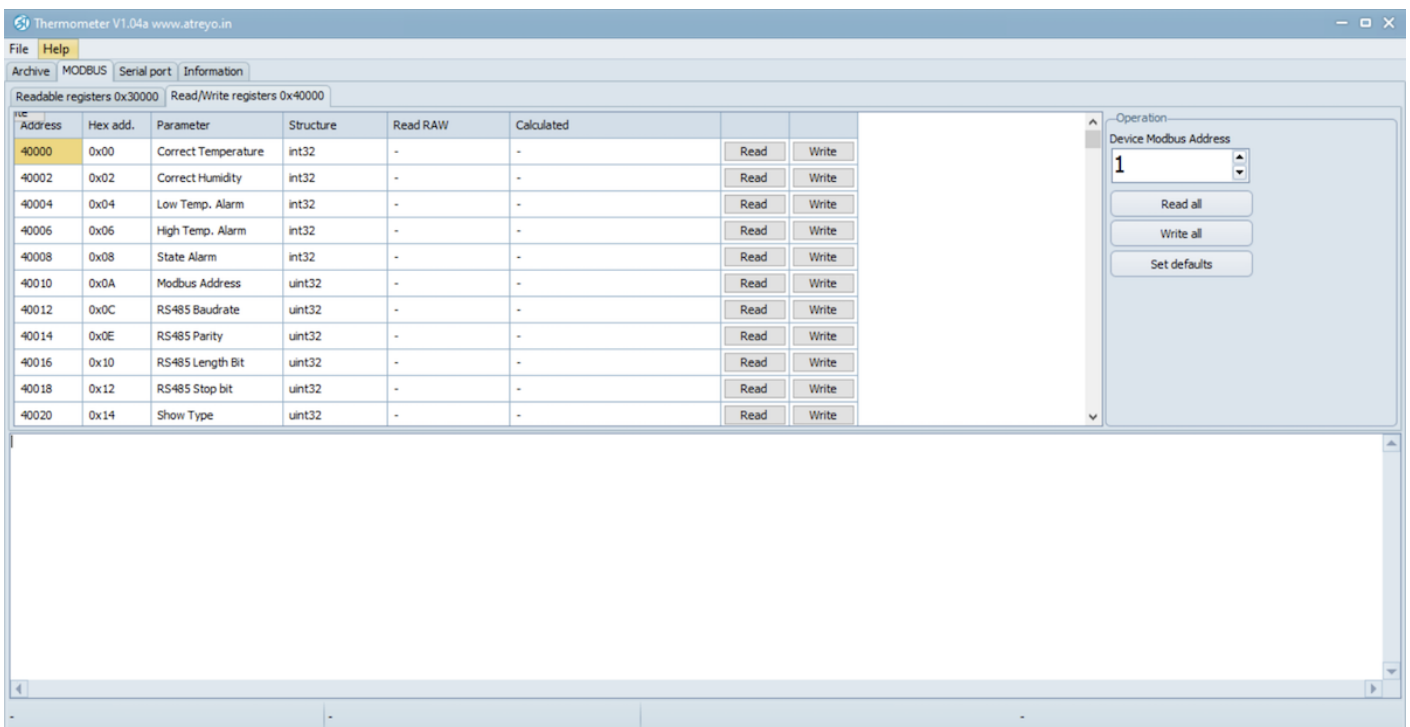 Thermometer V1.04a www.atreyo.in
File Help
Archive MODBUS Serial port Information
Readable registers 0x30000 Read/Write registers 0x40000
Address Hex add. Parameter Structure Read RAW Calculated
40000 0x00 Correct Temperature int32 - - Read Write
40002 0x02 Correct Humidity int32 - - Read Write
40004 0x04 Low Temp. Alarm int32 - - Read Write
40006 0x06 High Temp. Alarm int32 - - Read Write
40008 0x08 State Alarm int32 - - Read Write
40010 0x0A Modbus Address uint32 - - Read Write
40012 0x0C RS485 Baudrate uint32 - - Read Write
40014 0x0E RS485 Parity uint32 - - Read Write
40016 0x10 RS485 Length Bit uint32 - - Read Write
40018 0x12 RS485 Stop bit uint32 - - Read Write
40020 0x14 Show Type uint32 - - Read Write
Operation
Device Modbus Address
1
Read all
Write all
Set defaults
- - -